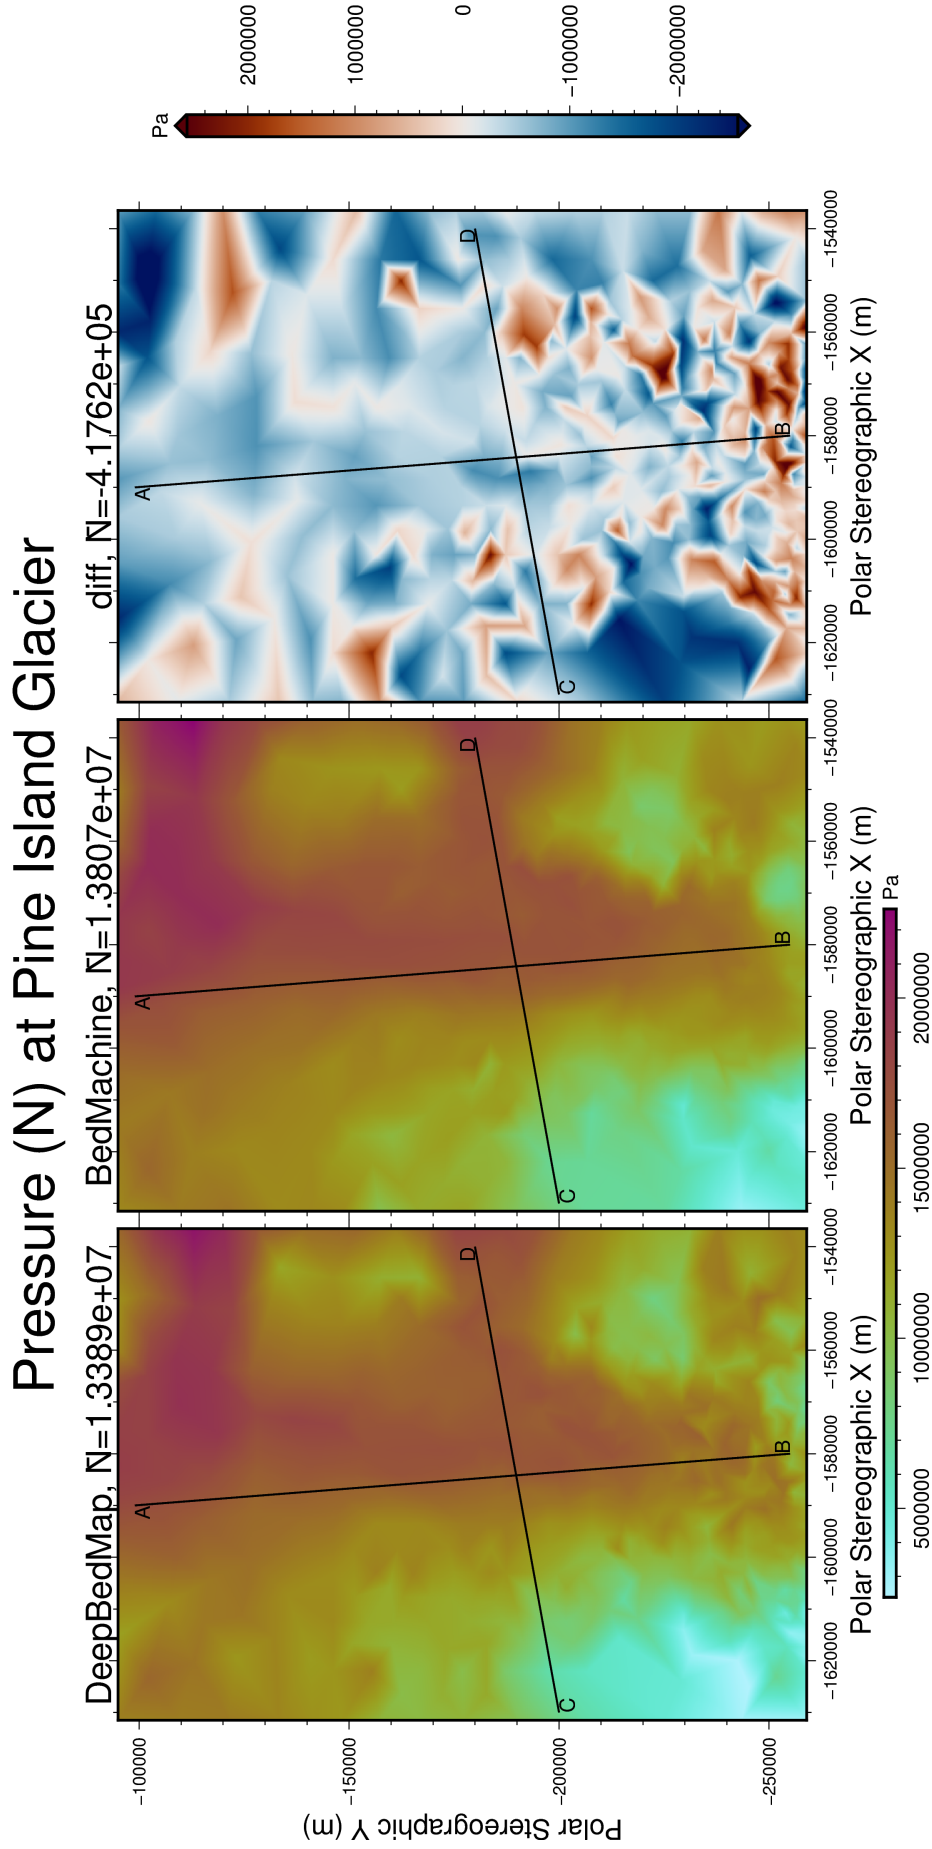 Pressure (N) at Pine Island Glacier
DeepBedMap, N̄=1.3389e+07
BedMachine, N̄=1.3807e+07
diff, N̄=-4.1762e+05
Polar Stereographic Y (m)
−100000
−150000
−200000
−250000
A
B
C
D
A
B
C
D
A
B
C
D
−1620000 −1600000 −1580000 −1560000 −1540000
−1620000 −1600000 −1580000 −1560000 −1540000
−1620000 −1600000 −1580000 −1560000 −1540000
Polar Stereographic X (m)
Polar Stereographic X (m)
Polar Stereographic X (m)
5000000 10000000 15000000 20000000
Pa
Pa
2000000
1000000
0
−1000000
−2000000